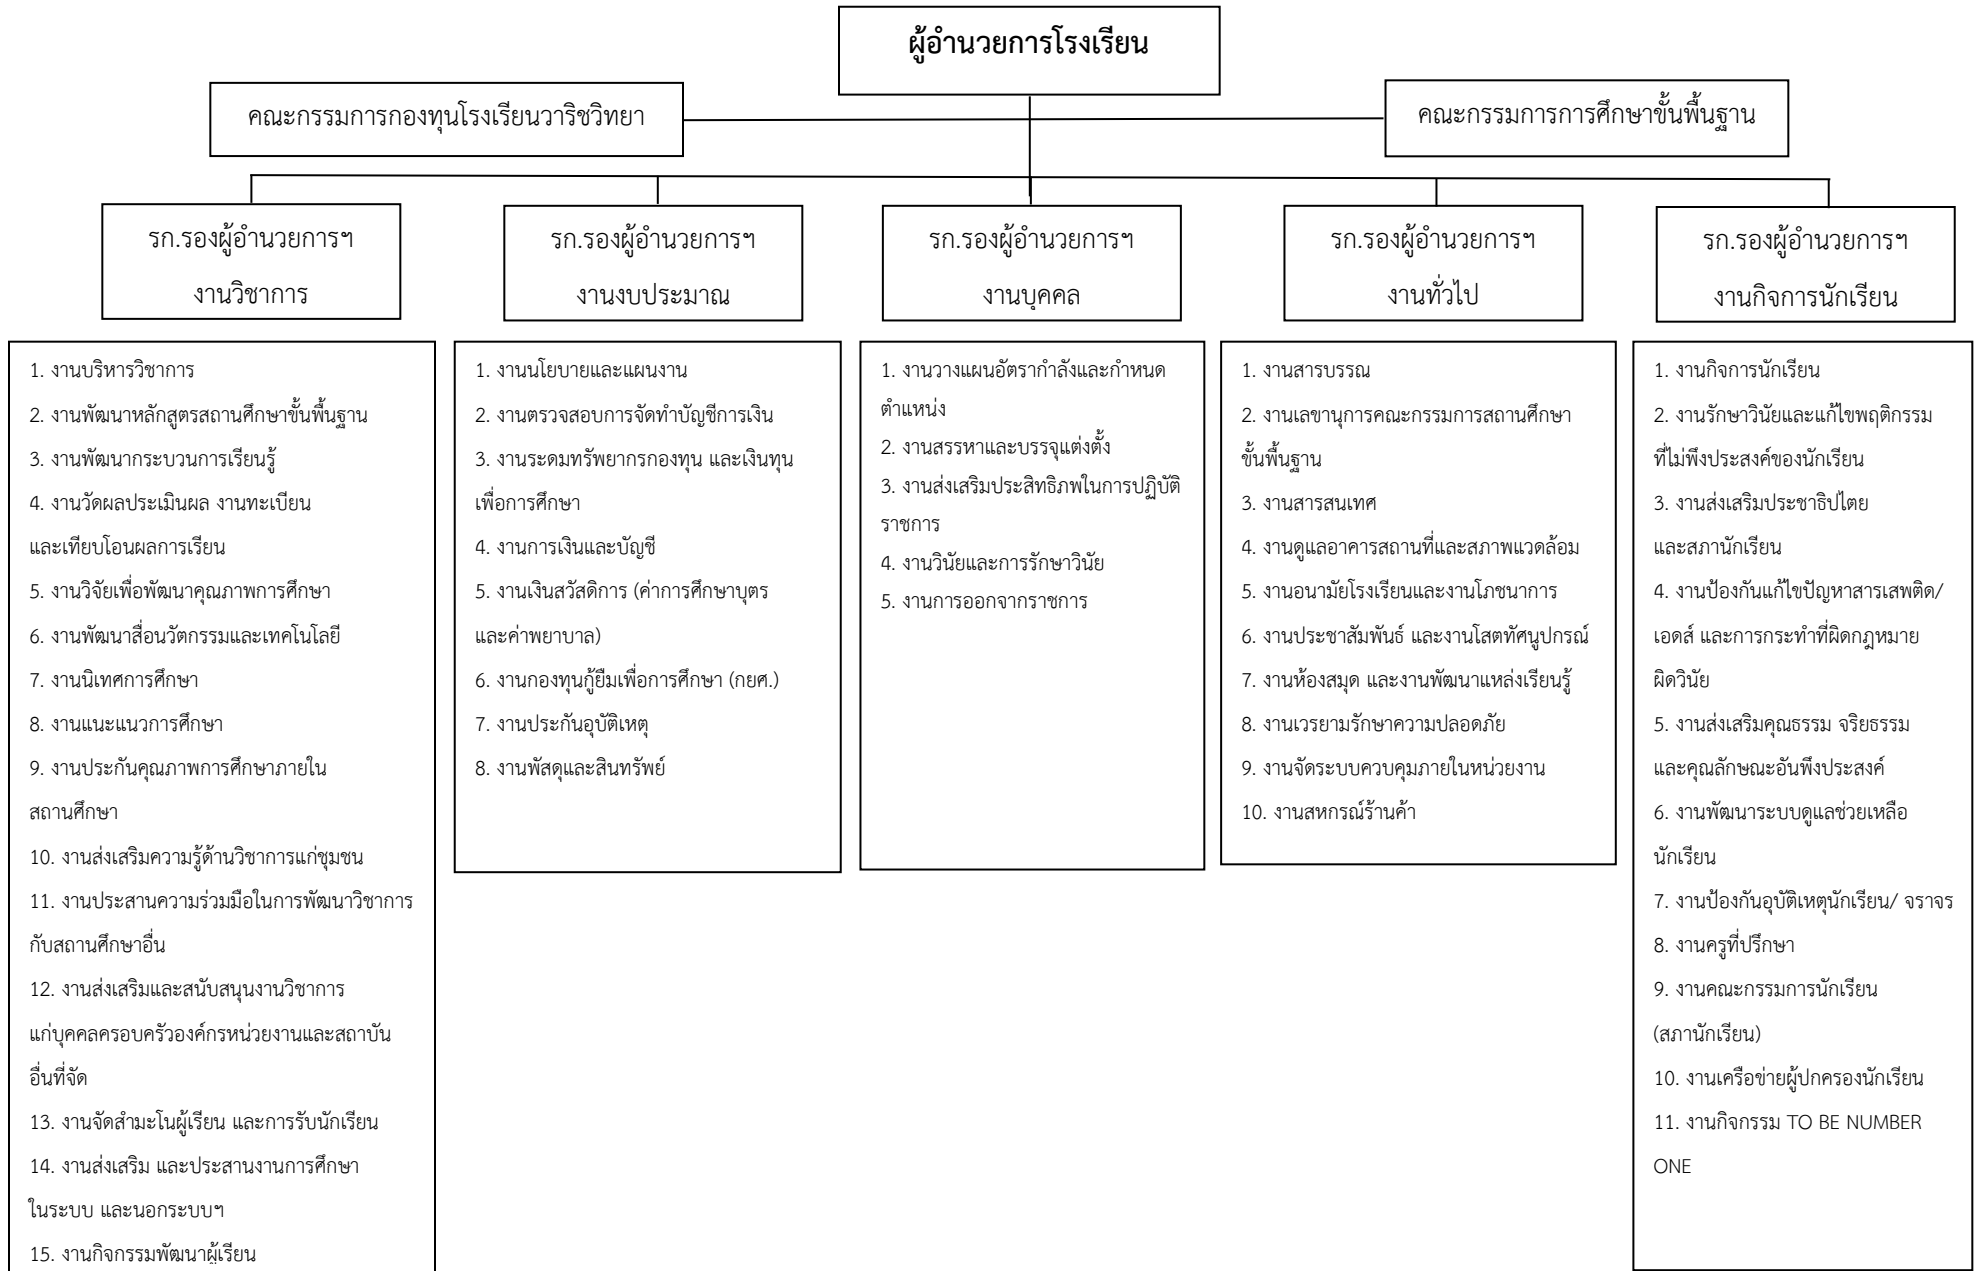 ผู้อำนวยการโรงเรียน
คณะกรรมการกองทุนโรงเรียนวาริชวิทยา
คณะกรรมการการศึกษาขั้นพื้นฐาน
รก.รองผู้อำนวยการฯ
งานวิชาการ
รก.รองผู้อำนวยการฯ
งานงบประมาณ
รก.รองผู้อำนวยการฯ
งานบุคคล
รก.รองผู้อำนวยการฯ
งานทั่วไป
รก.รองผู้อำนวยการฯ
งานกิจการนักเรียน
1. งานบริหารวิชาการ
2. งานพัฒนาหลักสูตรสถานศึกษาขั้นพื้นฐาน
3. งานพัฒนากระบวนการเรียนรู้
4. งานวัดผลประเมินผล งานทะเบียน
และเทียบโอนผลการเรียน
5. งานวิจัยเพื่อพัฒนาคุณภาพการศึกษา
6. งานพัฒนาสื่อนวัตกรรมและเทคโนโลยี
7. งานนิเทศการศึกษา
8. งานแนะแนวการศึกษา
9. งานประกันคุณภาพการศึกษาภายใน
สถานศึกษา
10. งานส่งเสริมความรู้ด้านวิชาการแก่ชุมชน
11. งานประสานความร่วมมือในการพัฒนาวิชาการ
กับสถานศึกษาอื่น
12. งานส่งเสริมและสนับสนุนงานวิชาการ
แก่บุคคลครอบครัวองค์กรหน่วยงานและสถาบัน
อื่นที่จัด
13. งานจัดสำมะโนผู้เรียน และการรับนักเรียน
14. งานส่งเสริม และประสานงานการศึกษา
ในระบบ และนอกระบบฯ
15. งานกิจกรรมพัฒนาผู้เรียน
1. งานนโยบายและแผนงาน
2. งานตรวจสอบการจัดทำบัญชีการเงิน
3. งานระดมทรัพยากรกองทุน และเงินทุน
เพื่อการศึกษา
4. งานการเงินและบัญชี
5. งานเงินสวัสดิการ (ค่าการศึกษาบุตร
และค่าพยาบาล)
6. งานกองทุนกู้ยืมเพื่อการศึกษา (กยศ.)
7. งานประกันอุบัติเหตุ
8. งานพัสดุและสินทรัพย์
1. งานวางแผนอัตรากำลังและกำหนด
ตำแหน่ง
2. งานสรรหาและบรรจุแต่งตั้ง
3. งานส่งเสริมประสิทธิภพในการปฏิบัติ
ราชการ
4. งานวินัยและการรักษาวินัย
5. งานการออกจากราชการ
1. งานสารบรรณ
2. งานเลขานุการคณะกรรมการสถานศึกษา
ขั้นพื้นฐาน
3. งานสารสนเทศ
4. งานดูแลอาคารสถานที่และสภาพแวดล้อม
5. งานอนามัยโรงเรียนและงานโภชนาการ
6. งานประชาสัมพันธ์ และงานโสตทัศนูปกรณ์
7. งานห้องสมุด และงานพัฒนาแหล่งเรียนรู้
8. งานเวรยามรักษาความปลอดภัย
9. งานจัดระบบควบคุมภายในหน่วยงาน
10. งานสหกรณ์ร้านค้า
1. งานกิจการนักเรียน
2. งานรักษาวินัยและแก้ไขพฤติกรรม
ที่ไม่พึงประสงค์ของนักเรียน
3. งานส่งเสริมประชาธิปไตย
และสภานักเรียน
4. งานป้องกันแก้ไขปัญหาสารเสพติด/
เอดส์ และการกระทำที่ผิดกฎหมาย
ผิดวินัย
5. งานส่งเสริมคุณธรรม จริยธรรม
และคุณลักษณะอันพึงประสงค์
6. งานพัฒนาระบบดูแลช่วยเหลือ
นักเรียน
7. งานป้องกันอุบัติเหตุนักเรียน/ จราจร
8. งานครูที่ปรึกษา
9. งานคณะกรรมการนักเรียน
(สภานักเรียน)
10. งานเครือข่ายผู้ปกครองนักเรียน
11. งานกิจกรรม TO BE NUMBER
ONE